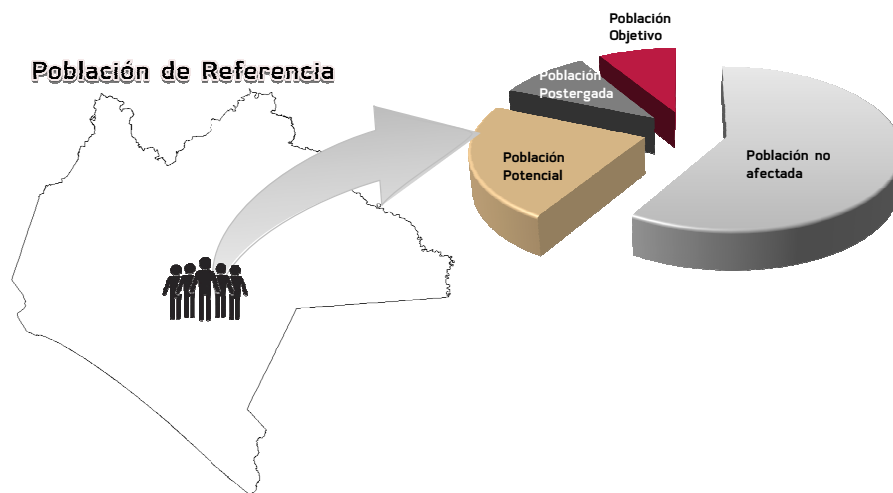 Población de Referencia
Población
Objetivo
Población
Postergada
Población
Potencial
Población no
afectada